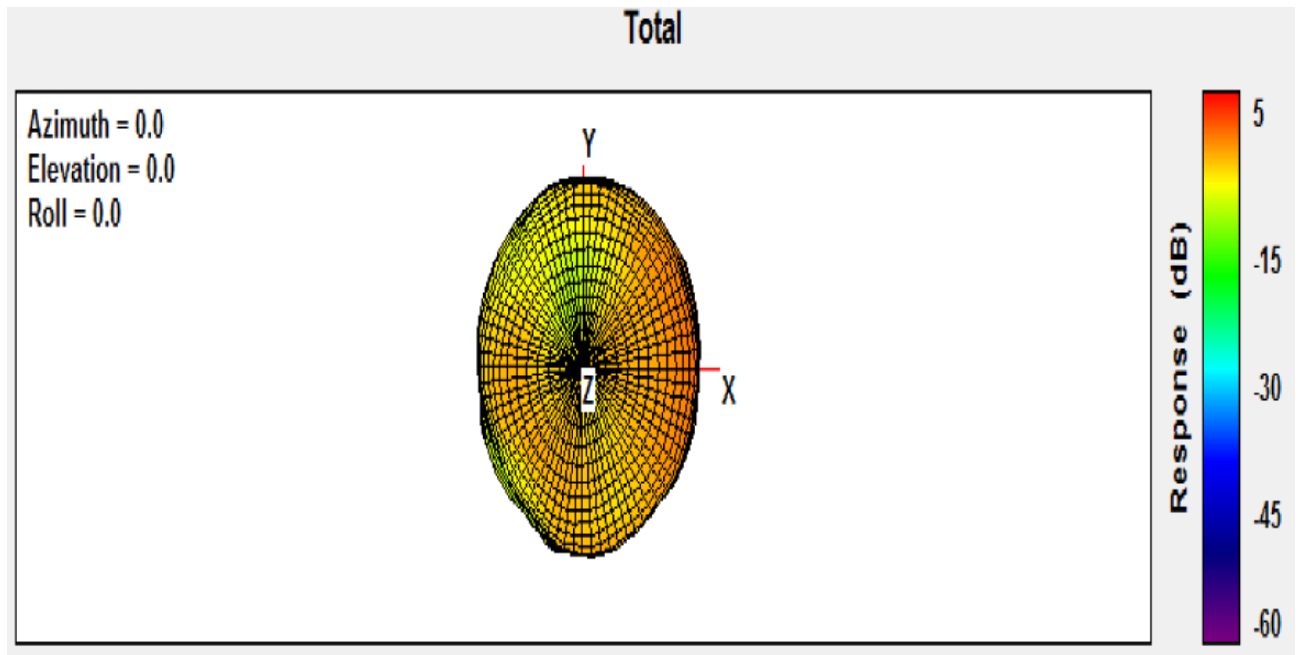 Total
Azimuth = 0.0
Elevation = 0.0
Roll = 0.0
Y
Z
X
Response (dB)
5
-15
-30
-45
-60